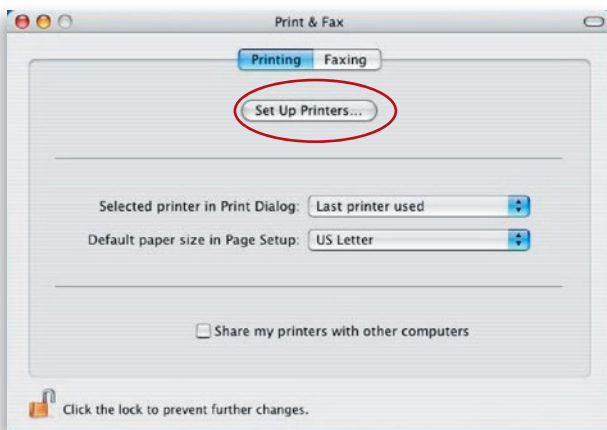 Print & Fax
Printing Faxing
Set Up Printers...
Selected printer in Print Dialog: Last printer used
Default paper size in Page Setup: US Letter
Share my printers with other computers
Click the lock to prevent further changes.